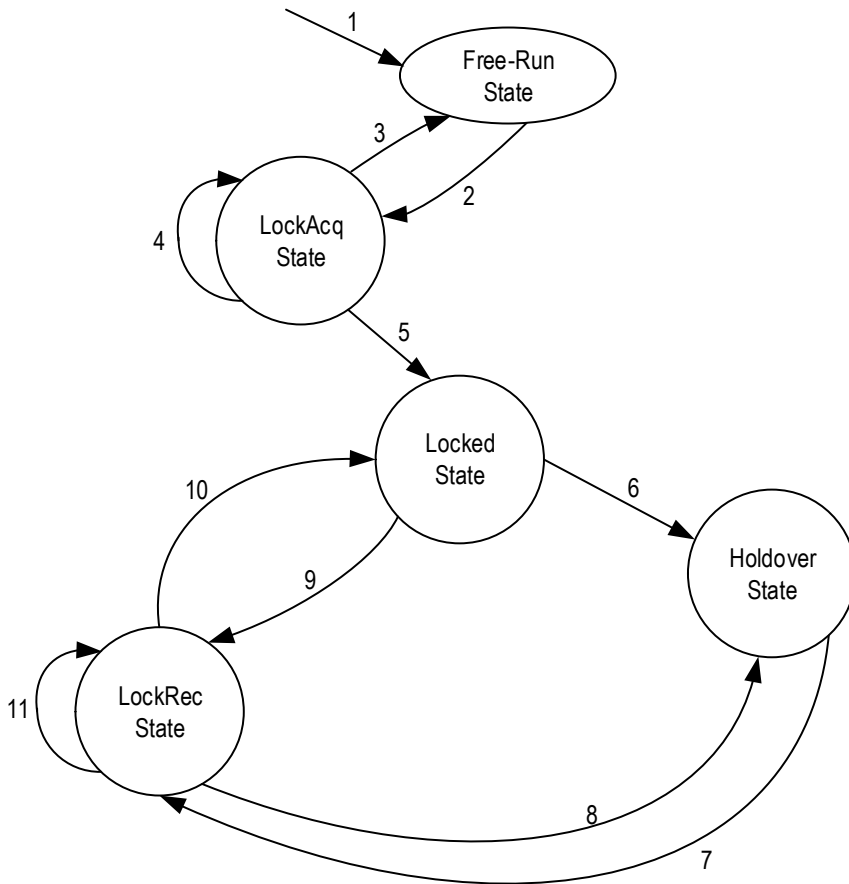 1
Free-Run
State
3
2
LockAcq
State
4
5
Locked
State
10
6
Holdover
State
9
LockRec
State
11
8
7